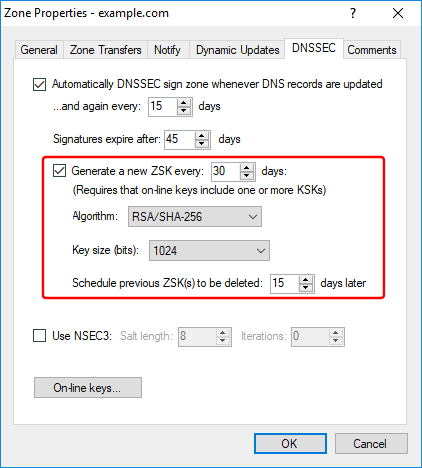 Zone Properties - example.com
General Zone Transfers Notify Dynamic Updates DNSSEC Comments
Automatically DNSSEC sign zone whenever DNS records are updated
...and again every: 15 days
Signatures expire after: 45 days
Generate a new ZSK every: 30 days:
(Requires that on-line keys include one or more KSKs)
Algorithm: RSA/SHA-256
Key size (bits): 1024
Schedule previous ZSK(s) to be deleted: 15 days later
Use NSEC3: Salt length: 8 Iterations: 0
On-line keys...
OK Cancel